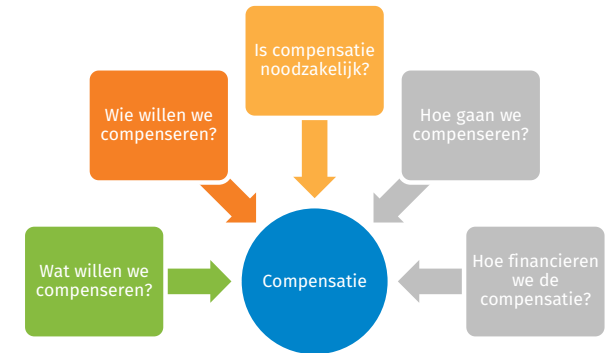 Is compensatie
noodzakelijk?
Wie willen we
compenseren?
Hoe gaan we
compenseren?
Wat willen we
compenseren?
Compensatie
Hoe financieren
we de
compensatie?